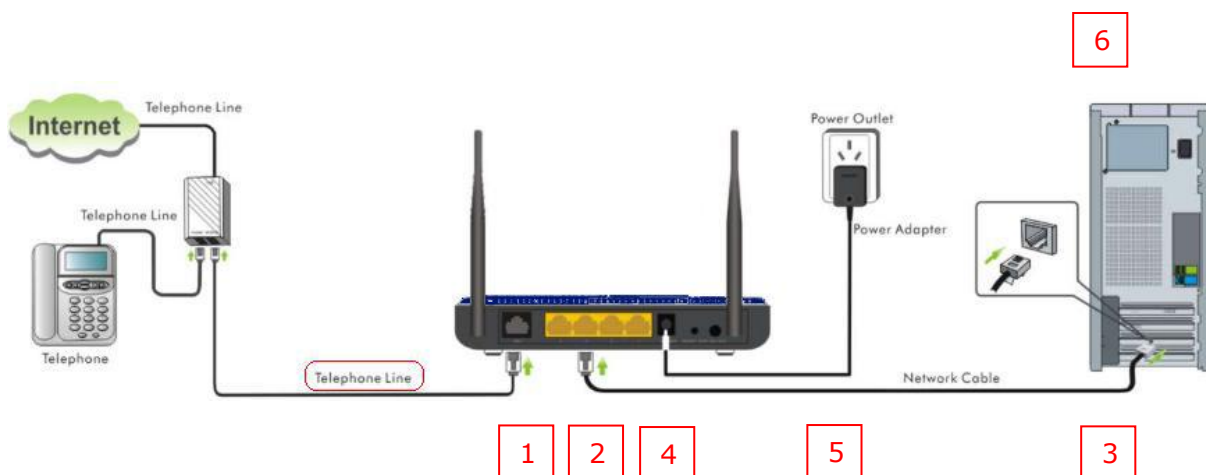 6
Telephone Line
Internet
Power Outlet
Telephone Line
Power Adapter
Telephone
Telephone Line
Network Cable
1
2
4
5
3